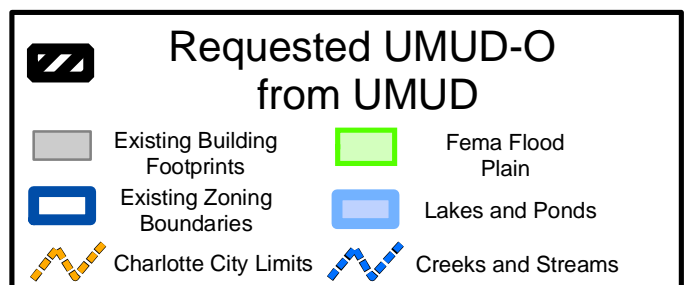 Requested UMUD-O
from UMUD
Existing Building
Footprints
Fema Flood
Plain
Existing Zoning
Boundaries
Lakes and Ponds
Charlotte City Limits
Creeks and Streams